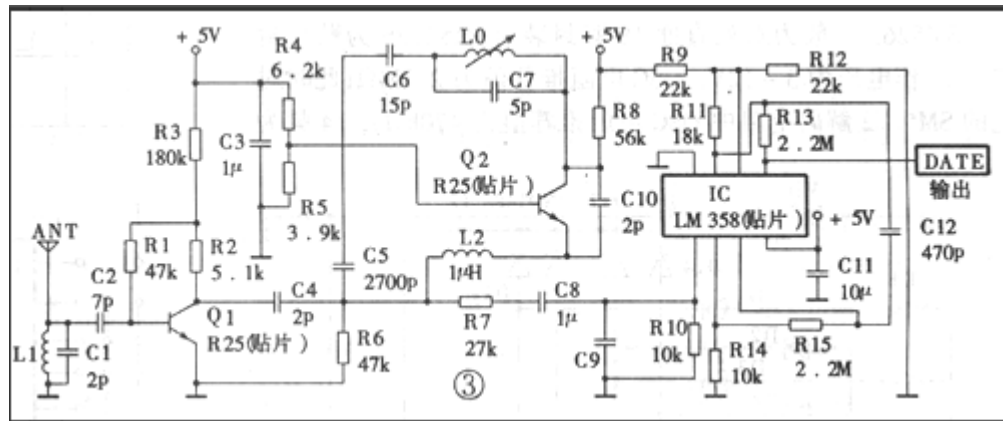 + 5V
R4
6.2k
R3
180k
C3
1μ
R5
3.9k
ANT
R1
47k
R2
5.1k
C2
7p
L1
C1
2p
Q1
R25(贴片)
C4
2p
C5
2700p
R6
47k
C6
15p
L0
C7
5p
Q2
R25(贴片)
L2
1μH
R7
27k
C8
1μ
C9
③
+ 5V
R8
56k
C10
2p
R9
22k
R11
18k
R12
22k
R13
2.2M
IC
LM 358(贴片)
+ 5V
C11
10μ
DATE
输出
C12
470p
R10
10k
R14
10k
R15
2.2M